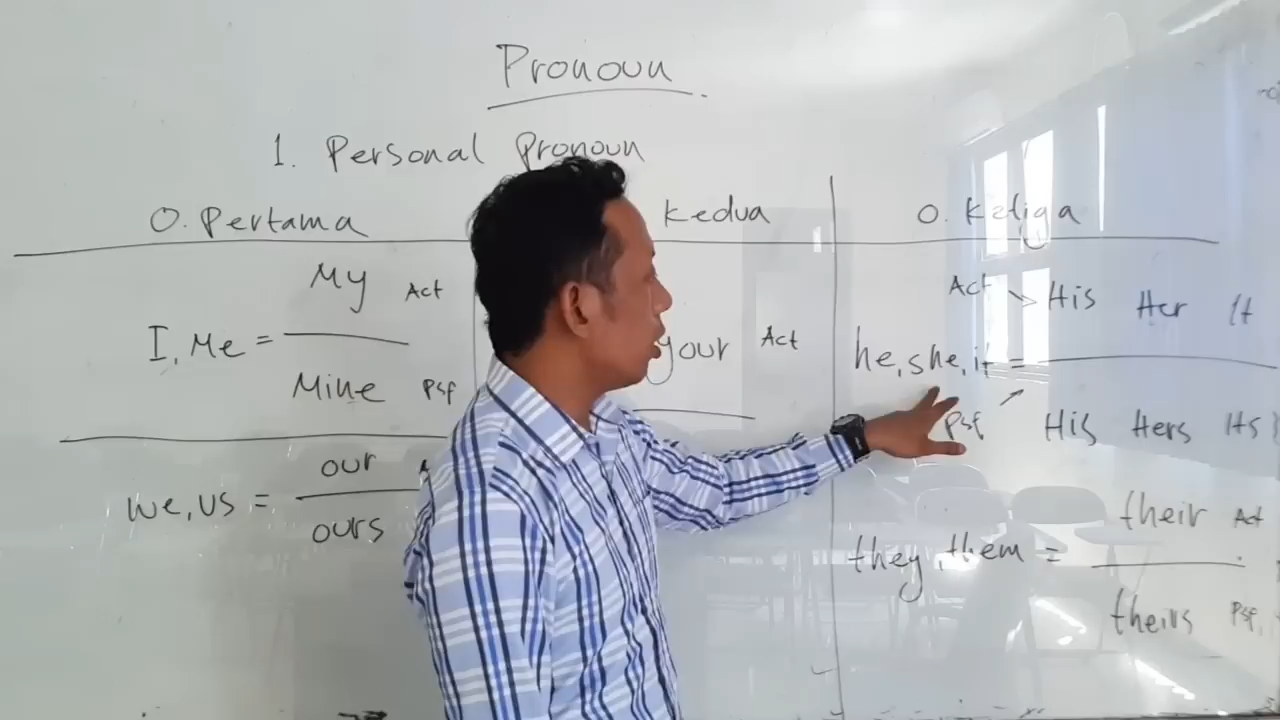 Pronoun
1. Personal Pronoun
O. Pertama
My Act
I, Me =
Mine Psf
our
we, us =
ours
kedua
your Act
O. Ketiga
Act His Her It
he, she, it =
Psf His Hers Its
their Act
they, them =
theirs Psf